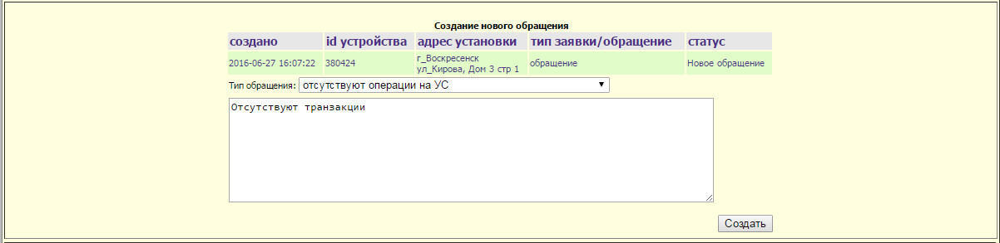 Создание нового обращения
создано id устройства адрес установки тип заявки/обращение статус
2016-06-27 16:07:22 380424 г_Воскресенск обращение Новое обращение
ул_Кирова, Дом 3 стр 1
Тип обращения: отсутствуют операции на УС
Отсутствуют транзакции
Создать